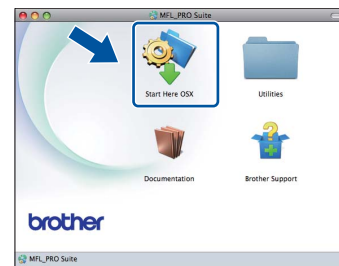 MFL_PRO Suite
Start Here OSX
Utilities
Documentation
Brother Support
brother
MFL_PRO Suite